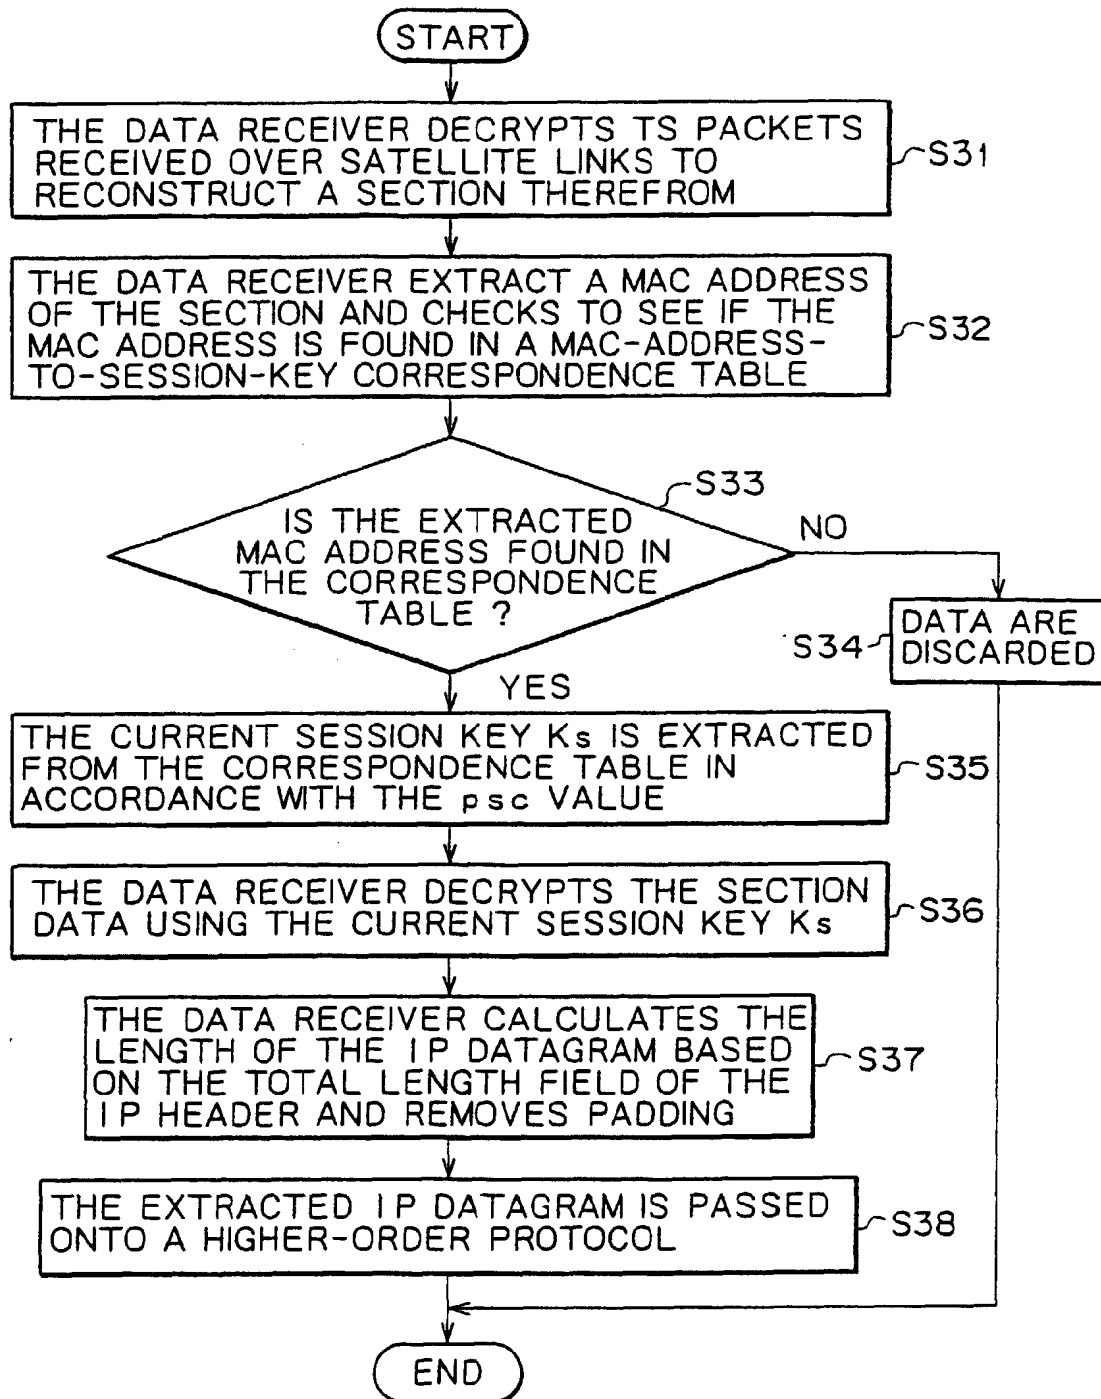 START
THE DATA RECEIVER DECRYPTS TS PACKETS
RECEIVED OVER SATELLITE LINKS TO
RECONSTRUCT A SECTION THEREFROM
S31
THE DATA RECEIVER EXTRACT A MAC ADDRESS
OF THE SECTION AND CHECKS TO SEE IF THE
MAC ADDRESS IS FOUND IN A MAC-ADDRESS-
TO-SESSION-KEY CORRESPONDENCE TABLE
S32
S33
IS THE EXTRACTED
MAC ADDRESS FOUND IN
THE CORRESPONDENCE
TABLE ?
NO
S34
DATA ARE
DISCARDED
YES
THE CURRENT SESSION KEY Ks IS EXTRACTED
FROM THE CORRESPONDENCE TABLE IN
ACCORDANCE WITH THE psc VALUE
S35
THE DATA RECEIVER DECRYPTS THE SECTION
DATA USING THE CURRENT SESSION KEY Ks
S36
THE DATA RECEIVER CALCULATES THE
LENGTH OF THE IP DATAGRAM BASED
ON THE TOTAL LENGTH FIELD OF THE
IP HEADER AND REMOVES PADDING
S37
THE EXTRACTED IP DATAGRAM IS PASSED
ONTO A HIGHER-ORDER PROTOCOL
S38
END